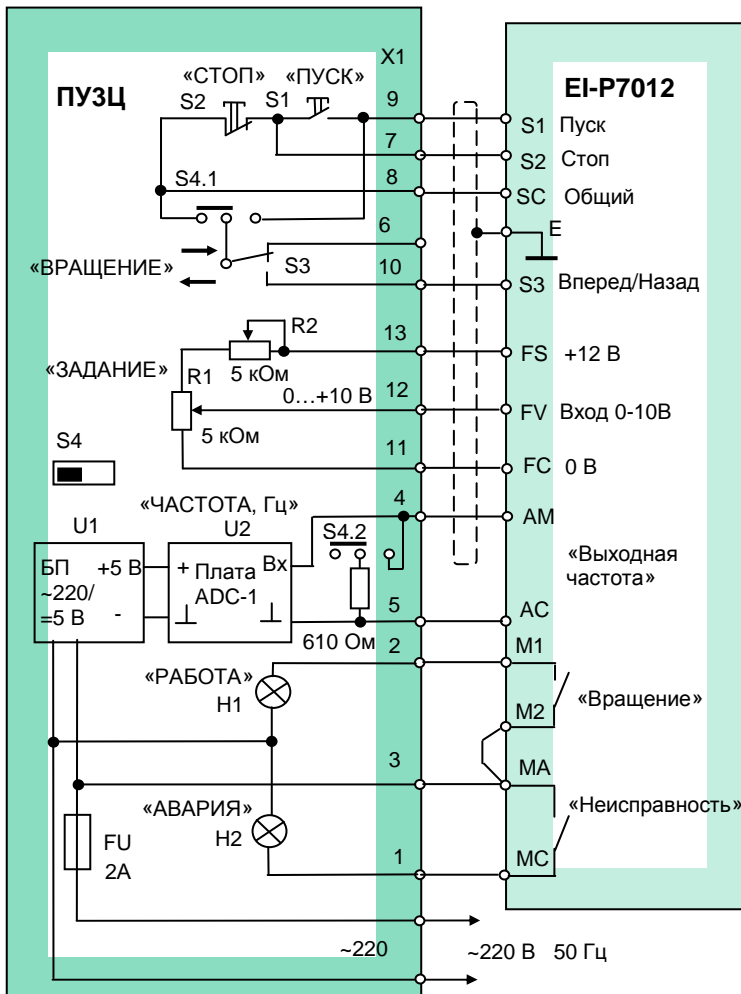 X1
«СТОП» «ПУСК»
ПУЗЦ
EI-P7012
S2
S1
9
S1 Пуск
7
S2 Стоп
8
SC Общий
S4.1
6
E
«ВРАЩЕНИЕ»
S3
10
S3 Вперед/Назад
R2
13
FS +12 В
5 кОм
«ЗАДАНИЕ»
R1
0...+10 В
12
FV Вход 0-10В
5 кОм
S4
11
FC 0 В
«ЧАСТОТА, Гц»
4
U1
U2
S4.2
AM
БП +5 В
+ Плата Вх
«Выходная
частота»
~220/
ADC-1
=5 В -
5
AC
610 Ом
2
M1
«РАБОТА»
H1
«Вращение»
M2
3
MA
«АВАРИЯ»
«Неисправность»
FU
H2
2А
1
MC
~220
~220 В 50 Гц